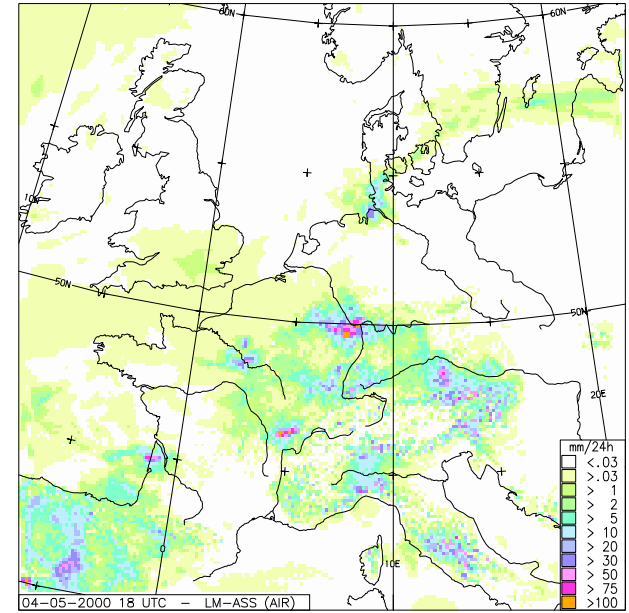 60N
60N
10W
50N
50N
20E
0
10E
mm/24h
<.03
>.03
> 1
> 2
> 5
> 10
> 20
> 30
> 50
> 75
>100
04-05-2000 18 UTC - LM-ASS (AIR)